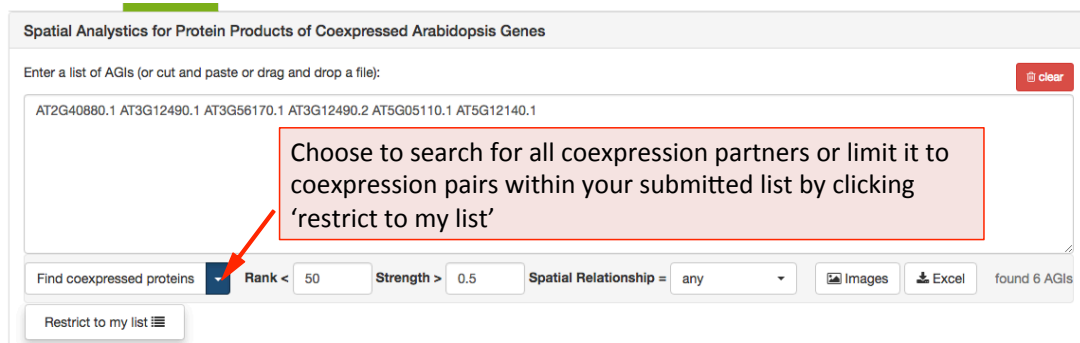 Spatial Analystics for Protein Products of Coexpressed Arabidopsis Genes
Enter a list of AGIs (or cut and paste or drag and drop a file):
clear
AT2G40880.1 AT3G12490.1 AT3G56170.1 AT3G12490.2 AT5G05110.1 AT5G12140.1
Choose to search for all coexpression partners or limit it to
coexpression pairs within your submitted list by clicking
‘restrict to my list’
Find coexpressed proteins Rank < 50 Strength > 0.5 Spatial Relationship = any Images Excel found 6 AGIs
Restrict to my list